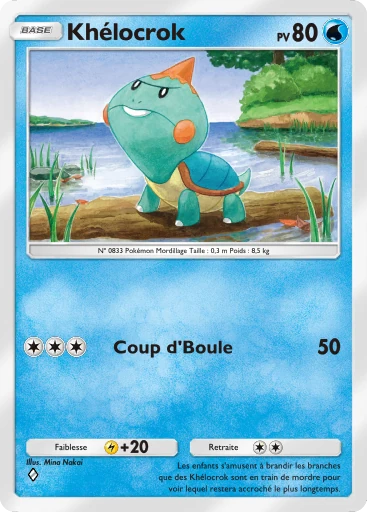 BASE Khélocrok PV 80
N° 0833 Pokémon Mordillage Taille : 0,3 m Poids : 8,5 kg
Coup d'Boule 50
Faiblesse +20 Retraite
Illus. Mina Nakai
Les enfants s'amusent à brandir les branches
que des Khélocrok sont en train de mordre pour
voir lequel restera accroché le plus longtemps.